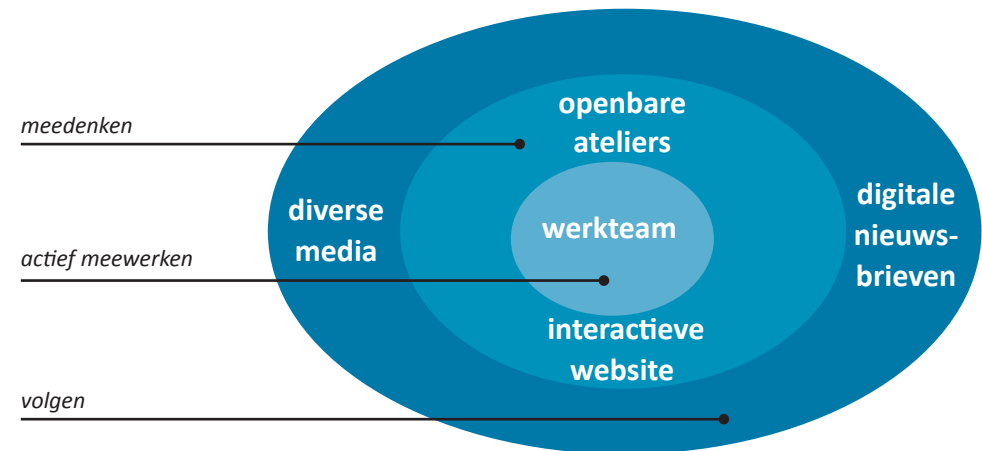 meedenken
actief meewerken
volgen
openbare
ateliers
diverse
media
werkteam
digitale
nieuws-
brieven
interactieve
website